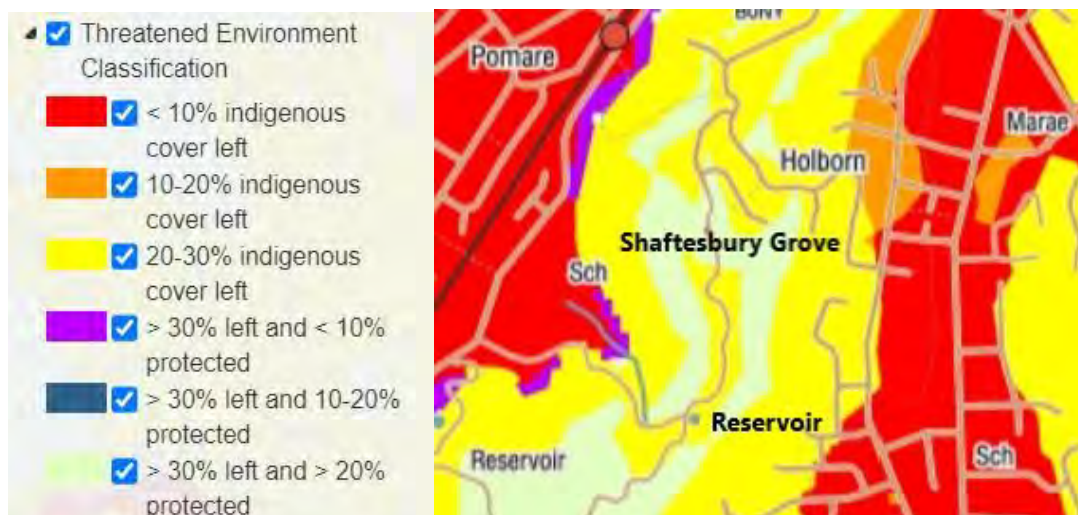 Threatened Environment
Classification
< 10% indigenous
cover left
10-20% indigenous
cover left
20-30% indigenous
cover left
> 30% left and < 10%
protected
> 30% left and 10-20%
protected
> 30% left and > 20%
protected
Pomare
Marae
Holborn
Shaftesbury Grove
Sch
Reservoir
Reservoir
Sch